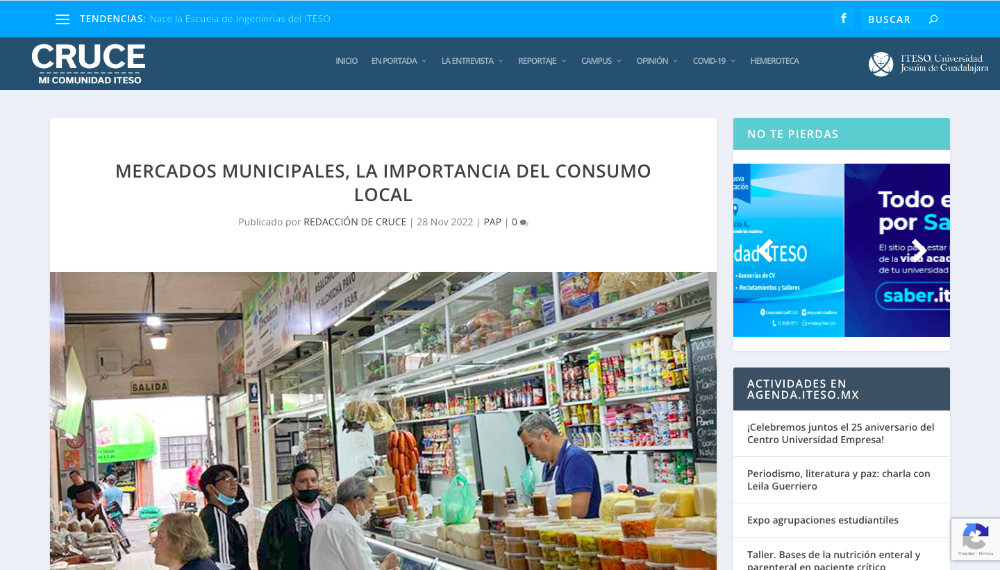 TENDENCIAS: Nace la Escuela de Ingenierías del ITESO
BUSCAR
CRUCE
MI COMUNIDAD ITESO
INICIO EN PORTADA LA ENTREVISTA REPORTAJE CAMPUS OPINIÓN COVID-19 HEMEROTECA
ITESO, Universidad
Jesuita de Guadalajara
MERCADOS MUNICIPALES, LA IMPORTANCIA DEL CONSUMO
LOCAL
Publicado por REDACCIÓN DE CRUCE | 28 Nov 2022 | PAP | 0
#SALCHICHA PAVO
SALIDA
NO TE PIERDAS
dad ITESO
• Asesorías de CV
• Reclutamientos y talleres
EmpleabilidadITESO
Todo e
por Sa
El sitio para estar i
de la vida acad
de tu universidad
saber.it
ACTIVIDADES EN
AGENDA.ITESO.MX
¡Celebremos juntos el 25 aniversario del
Centro Universidad Empresa!
Periodismo, literatura y paz: charla con
Leila Guerriero
Expo agrupaciones estudiantiles
Taller. Bases de la nutrición enteral y
parenteral en paciente crítico
Privacidad - Términos